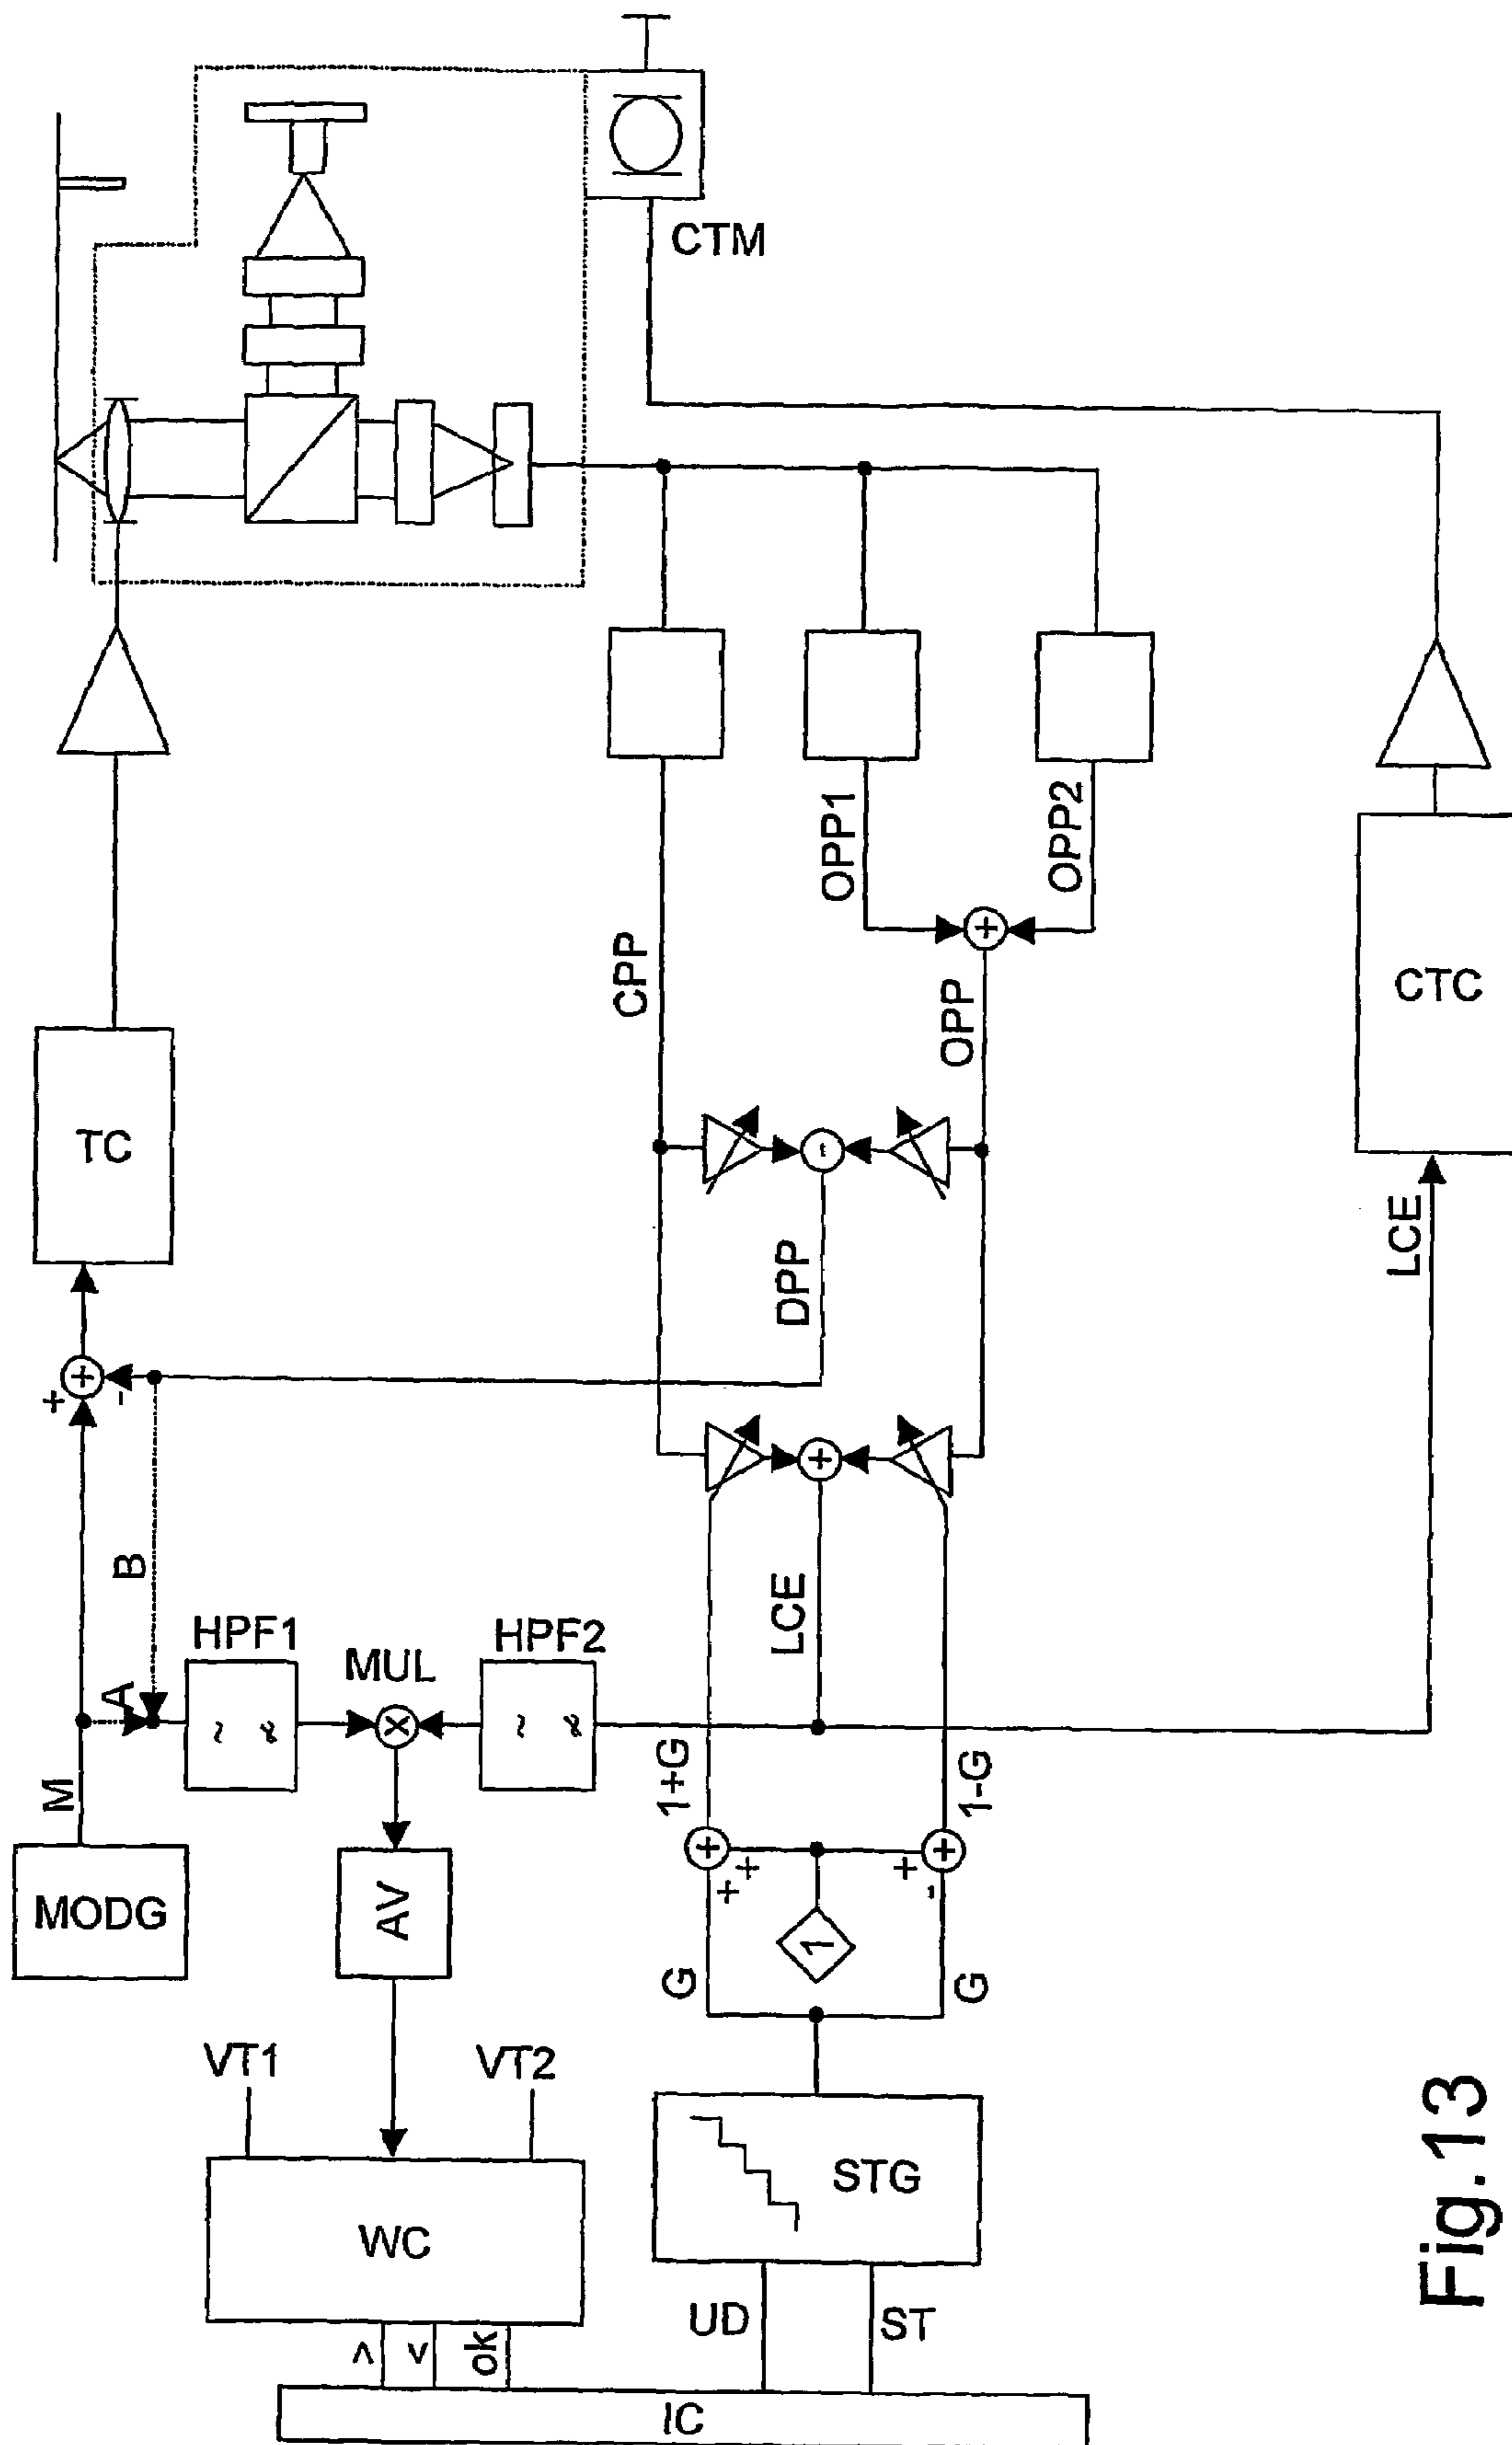 CTM
OPP1
OPP2
CPP
OPP
CTC
TC
DPP
LCE
+
-
B
LCE
HPF1
HPF2
MUL
A
M
1+G
1-G
MODG
AV
+
+
+
-
1
G
G
VT1
VT2
STG
WC
UD
ST
>
<
ok
IC
Fig.13